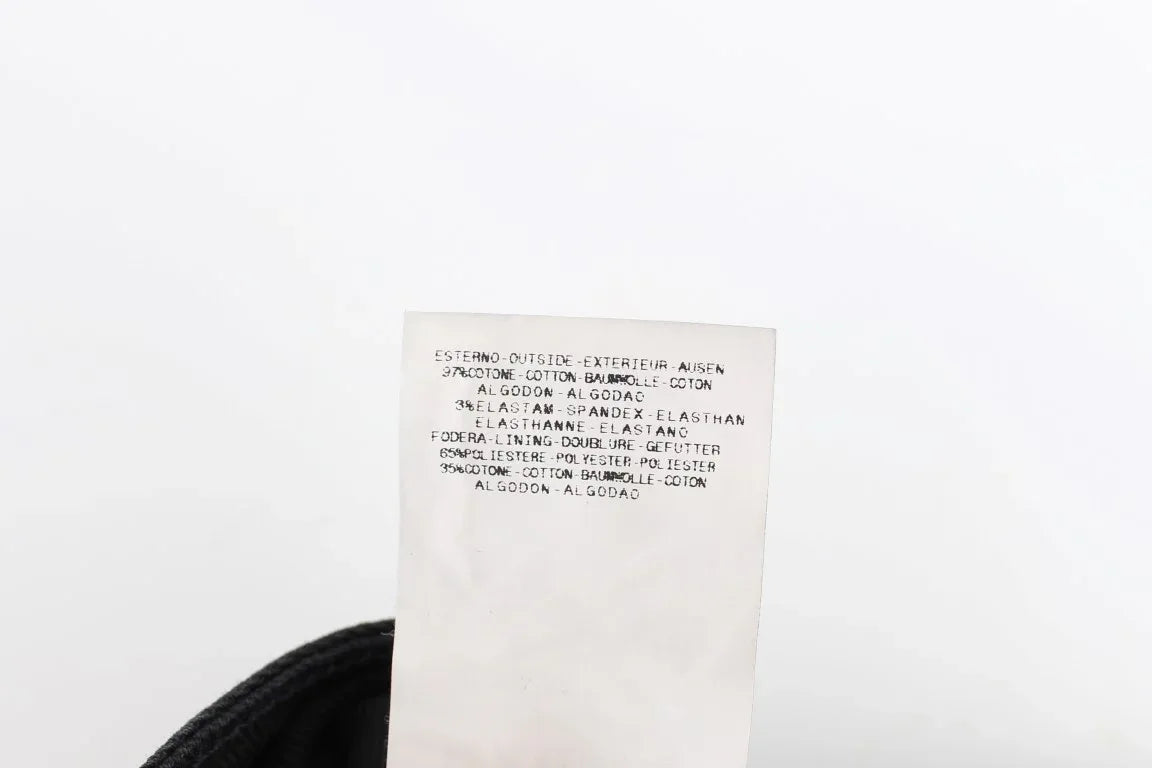 ESTERNO-OUTSIDE-EXTERIEUR-AUSEN
97%COTONE-COTTON-BAUMWOLLE-COTON
ALGODON-ALGODAO
3%ELASTAM-SPANDEX-ELASTHAN
ELASTHANNE-ELASTANO
FODERA-LINING-DOUBLURE-GEFUTTER
65%POLIESTERE-POLYESTER-POLIESTER
35%COTONE-COTTON-BAUMWOLLE-COTON
ALGODON-ALGODAO